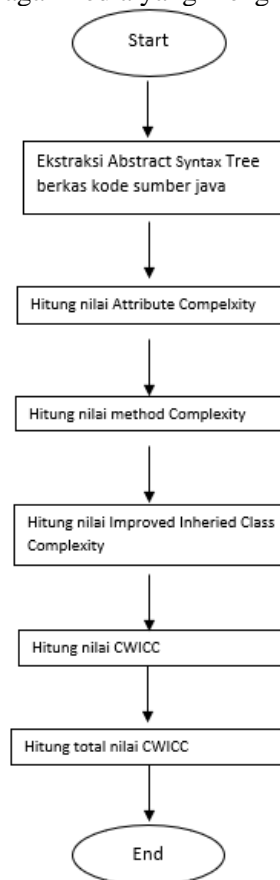 Start
Ekstraksi Abstract Syntax Tree
berkas kode sumber java
Hitung nilai Attribute Compelxity
Hitung nilai method Complexity
Hitung nilai Improved Inheried Class
Complexity
Hitung nilai CWICC
Hitung total nilai CWICC
End